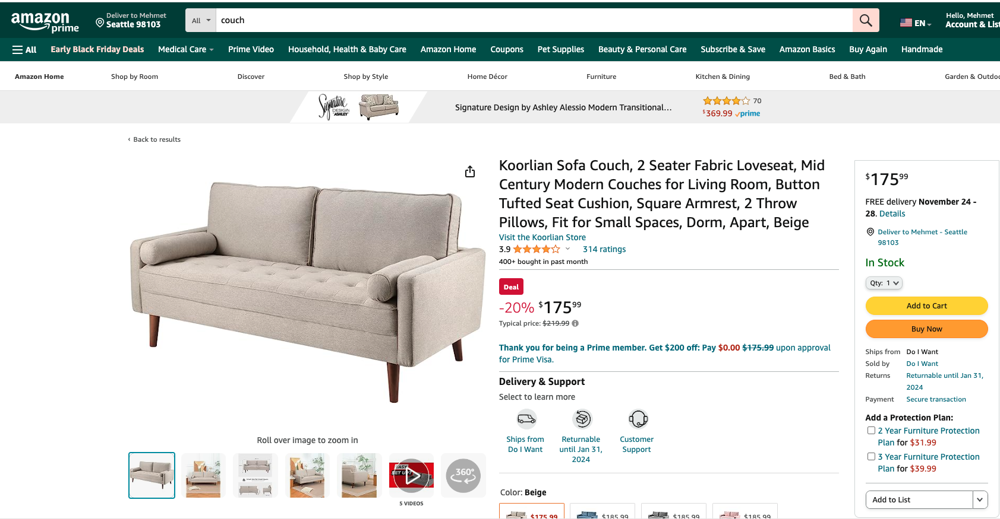 amazon
prime
Deliver to Mehmet
Seattle 98103
All
couch
EN
Hello, Mehmet
Account & List
All
Early Black Friday Deals
Medical Care
Prime Video
Household, Health & Baby Care
Amazon Home
Coupons
Pet Supplies
Beauty & Personal Care
Subscribe & Save
Amazon Basics
Buy Again
Handmade
Amazon Home
Shop by Room
Discover
Shop by Style
Home Décor
Furniture
Kitchen & Dining
Bed & Bath
Garden & Outdoo
Signature
DESIGN
BY ASHLEY
Signature Design by Ashley Alessio Modern Transitional...
70
$369.99 prime
‹ Back to results
Koorlian Sofa Couch, 2 Seater Fabric Loveseat, Mid
Century Modern Couches for Living Room, Button
Tufted Seat Cushion, Square Armrest, 2 Throw
Pillows, Fit for Small Spaces, Dorm, Apart, Beige
Visit the Koorlian Store
3.9
314 ratings
400+ bought in past month
Deal
-20% $175.99
Typical price: $219.99
Thank you for being a Prime member. Get $200 off: Pay $0.00 $175.99 upon approval
for Prime Visa.
Delivery & Support
Select to learn more
Ships from
Do I Want
Returnable
until Jan 31,
2024
Customer
Support
Color: Beige
$175.99
$185.99
$185.99
$185.99
Roll over image to zoom in
EASY
SET UP
360°
5 VIDEOS
$175.99
FREE delivery November 24 -
28. Details
Deliver to Mehmet - Seattle
98103
In Stock
Qty: 1
Add to Cart
Buy Now
Ships from Do I Want
Sold by Do I Want
Returns Returnable until Jan 31,
2024
Payment Secure transaction
Add a Protection Plan:
2 Year Furniture Protection
Plan for $31.99
3 Year Furniture Protection
Plan for $39.99
Add to List